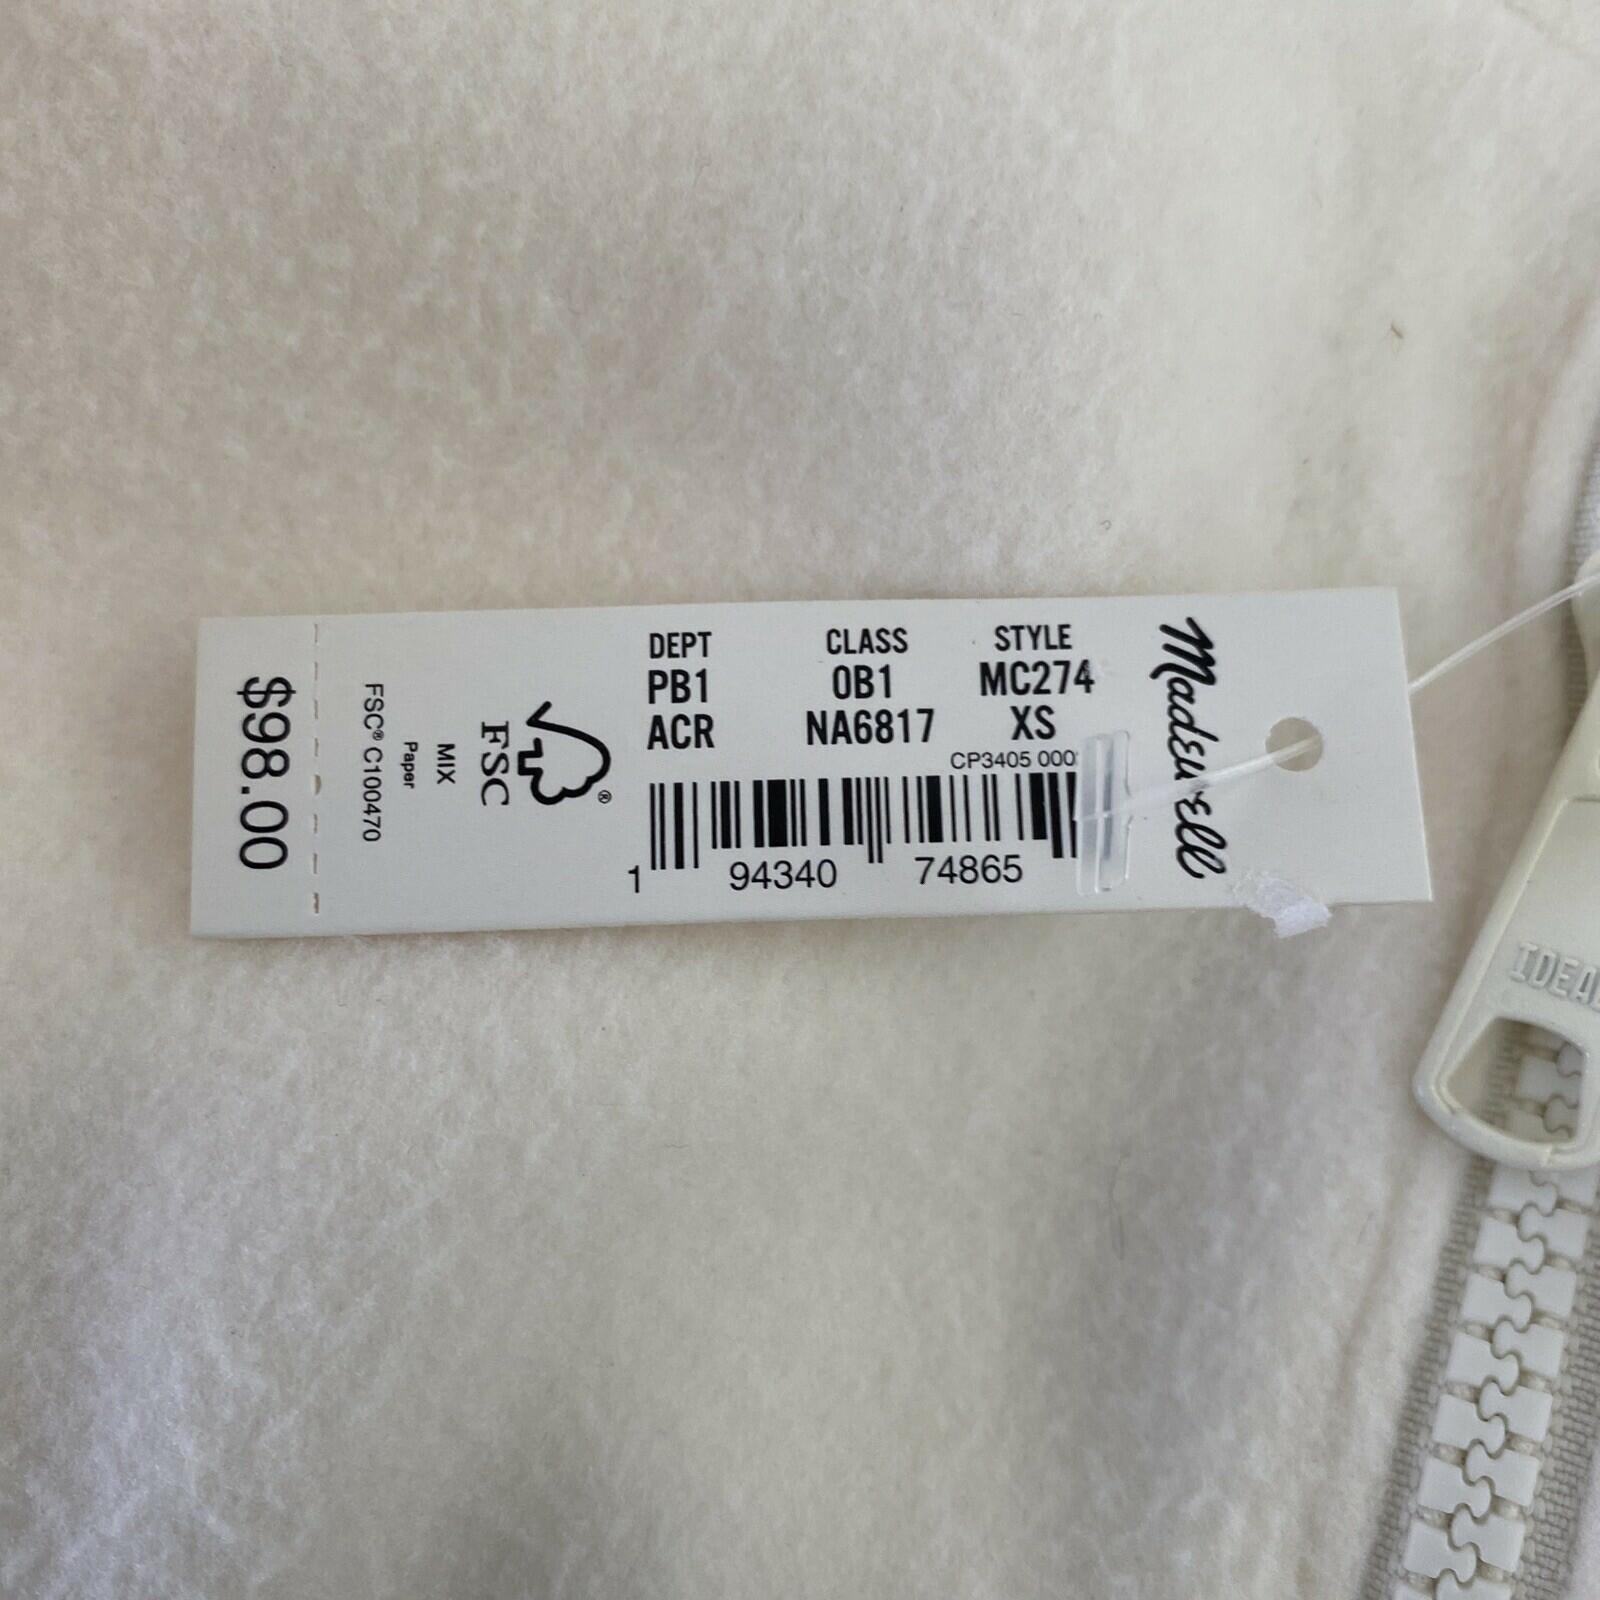 Madewell
DEPT CLASS STYLE
PB1 0B1 MC274
ACR NA6817 XS
CP3405 000
1 94340 74865
FSC®
MIX
Paper
FSC® C100470
$98.00
IDEAL